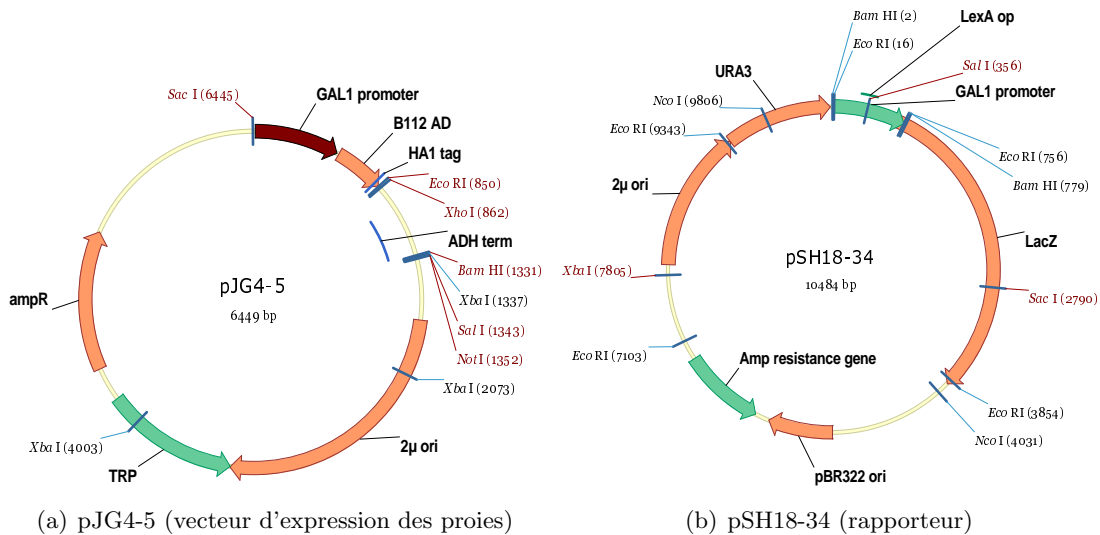 Sac I (6445)
GAL1 promoter
B112 AD
HA1 tag
Eco RI (850)
Xho I (862)
ADH term
Bam HI (1331)
Xba I (1337)
Sal I (1343)
Not I (1352)
Xba I (2073)
2µ ori
TRP
Xba I (4003)
ampR
pJG4-5
6449 bp
(a) pJG4-5 (vecteur d'expression des proies)
Bam HI (2)
Eco RI (16)
LexA op
Sal I (356)
GAL1 promoter
Eco RI (756)
Bam HI (779)
LacZ
Sac I (2790)
Eco RI (3854)
Nco I (4031)
pBR322 ori
Amp resistance gene
Eco RI (7103)
Xba I (7805)
2µ ori
Eco RI (9343)
Nco I (9806)
URA3
pSH18-34
10484 bp
(b) pSH18-34 (rapporteur)